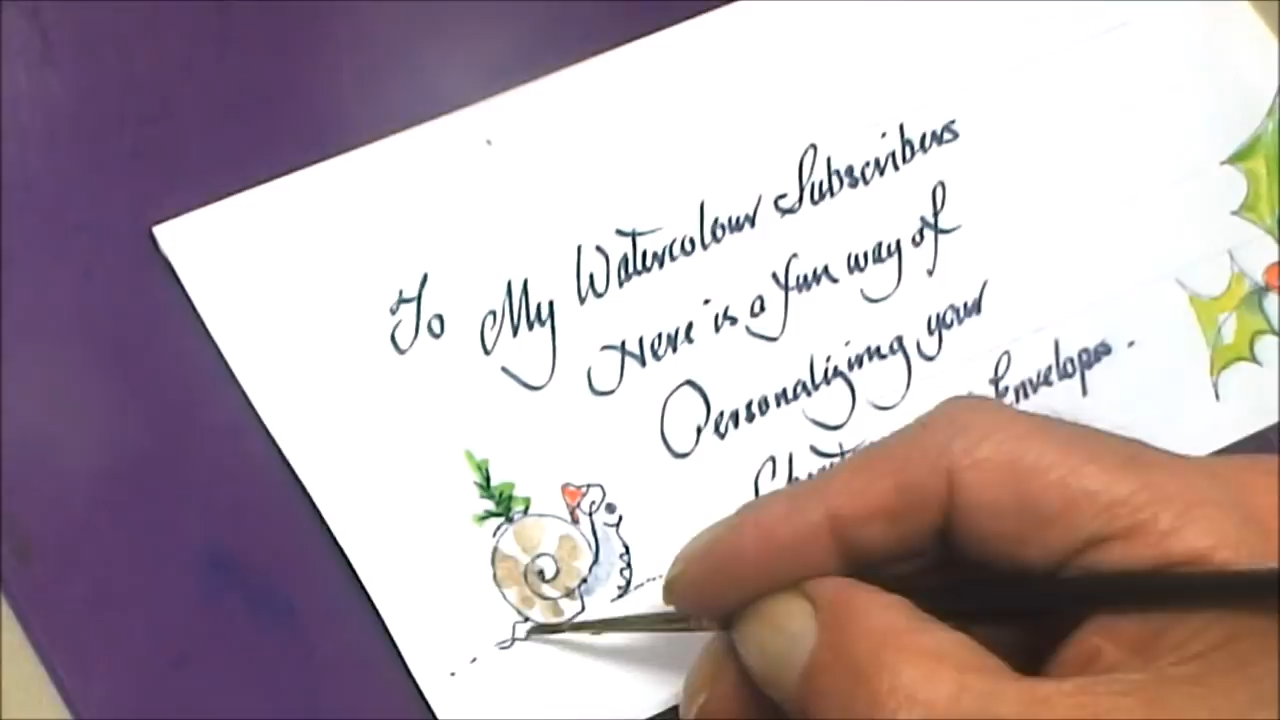 To My Watercolour Subscribers
Here is a fun way of
Personalizing your
Envelopes.